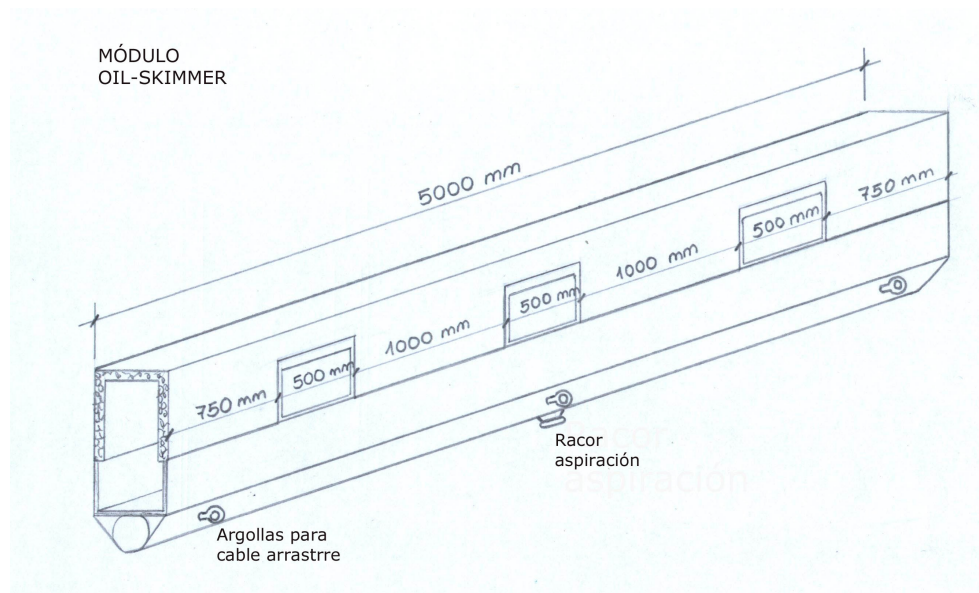 MÓDULO
OIL-SKIMMER
5000 mm
750 mm
500 mm
1000 mm
500 mm
1000 mm
500 mm
750 mm
Racor
aspiración
Argollas para
cable arrastrre